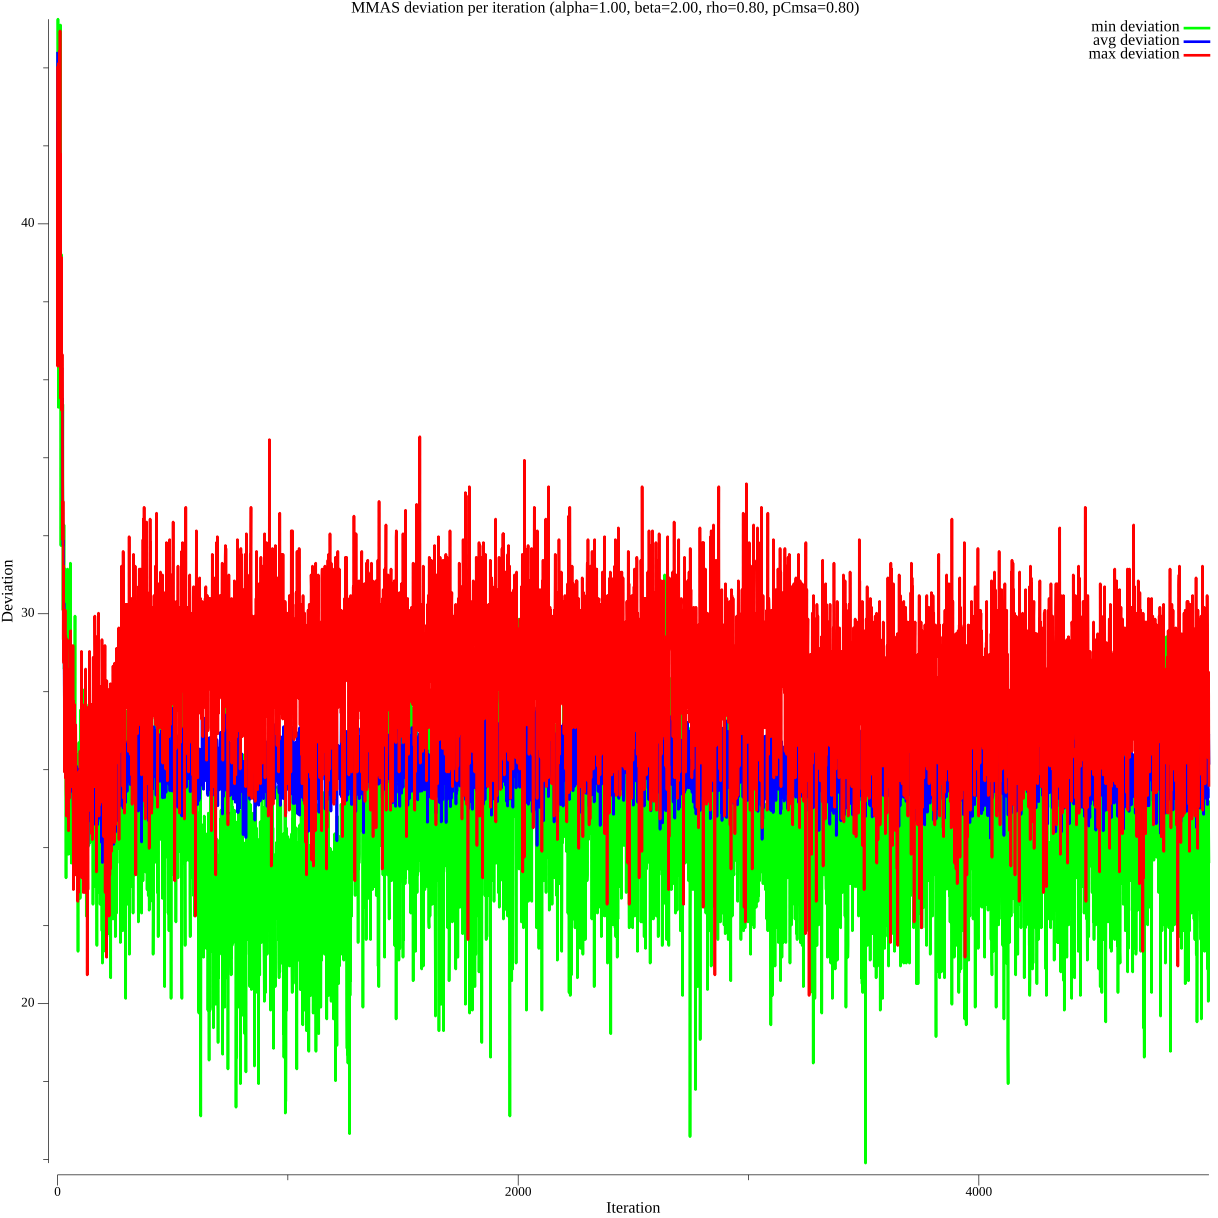 MMAS deviation per iteration (alpha=1.00, beta=2.00, rho=0.80, pCmsa=0.80)
min deviation
avg deviation
max deviation
40
30
20
Deviation
0
2000
4000
Iteration